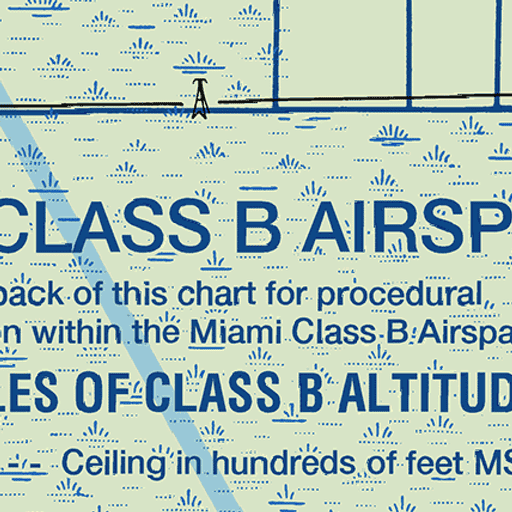 CLASS B AIRSP
back of this chart for procedural
on within the Miami Class B Airspa
LES OF CLASS B ALTITUD
-- Ceiling in hundreds of feet MS